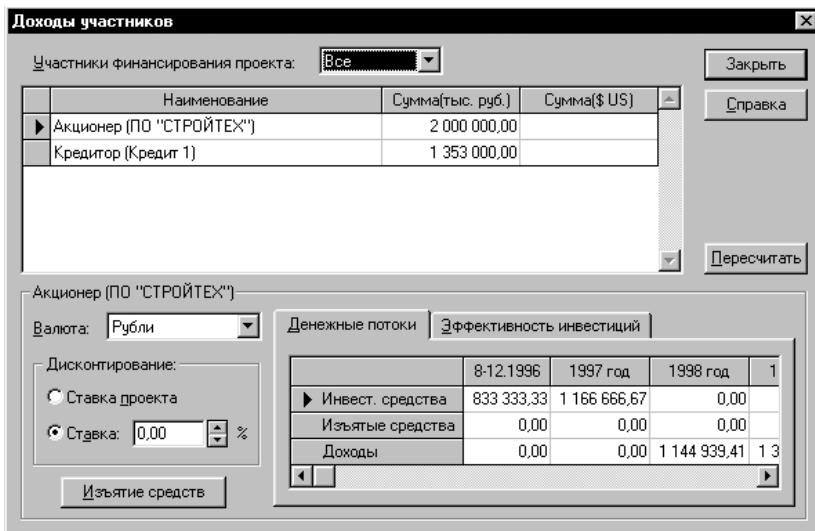 Доходы участников
Участники финансирования проекта: Все
Закрыть
Наименование Сумма(тыс. руб.) Сумма($ US)
Справка
Акционер (ПО "СТРОЙТЕХ") 2 000 000,00
Кредитор (Кредит 1) 1 353 000,00
Пересчитать
Акционер (ПО "СТРОЙТЕХ")
Валюта: Рубли
Денежные потоки Эффективность инвестиций
Дисконтирование:
8-12.1996 1997 год 1998 год 1
Ставка проекта
Инвест. средства 833 333,33 1 166 666,67 0,00
Изъятые средства 0,00 0,00 0,00
Ставка: 0,00 %
Доходы 0,00 0,00 1 144 939,41 1 3
Изъятие средств